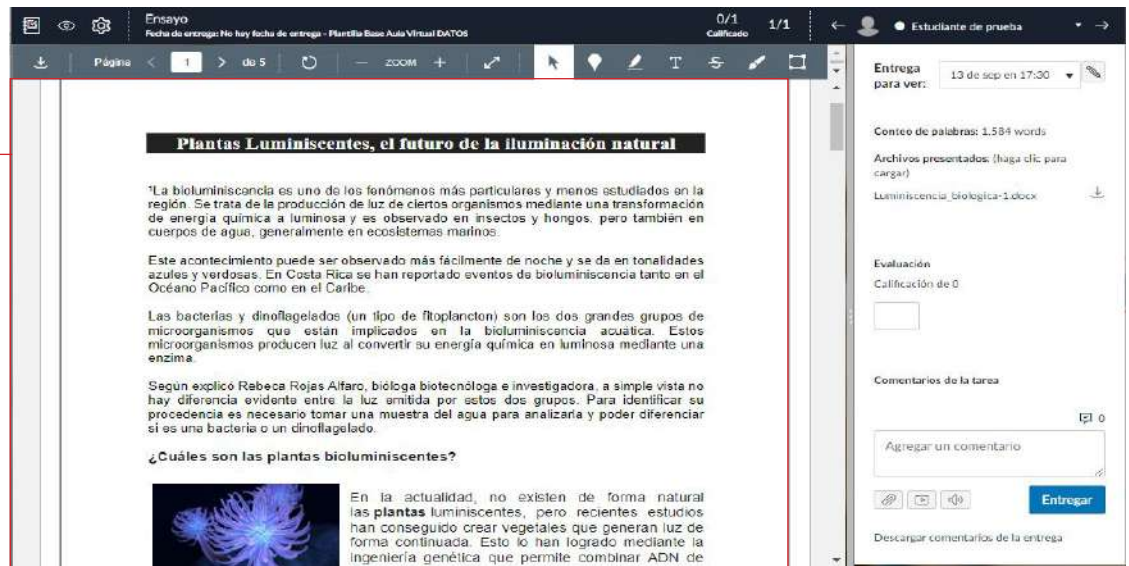 Ensayo
Fecha de entrega: No hay fecha de entrega - Plantilla Base Aula Virtual DATOS
0/1
Calificado
1/1
Estudiante de prueba
Página
1
de 5
ZOOM
T
S
Plantas Luminiscentes, el futuro de la iluminación natural
¹La bioluminiscencia es uno de los fenómenos más particulares y menos estudiados en la
región. Se trata de la producción de luz de ciertos organismos mediante una transformación
de energía química a luminosa y es observado en insectos y hongos, pero también en
cuerpos de agua, generalmente en ecosistemas marinos.
Este acontecimiento puede ser observado más fácilmente de noche y se da en tonalidades
azules y verdosas. En Costa Rica se han reportado eventos de bioluminiscencia tanto en el
Océano Pacífico como en el Caribe.
Las bacterias y dinoflagelados (un tipo de fitoplancton) son los dos grandes grupos de
microorganismos que están implicados en la bioluminiscencia acuática. Estos
microorganismos producen luz al convertir su energía química en luminosa mediante una
enzima.
Según explicó Rebeca Rojas Alfaro, bióloga biotecnóloga e investigadora, a simple vista no
hay diferencia evidente entre la luz emitida por estos dos grupos. Para identificar su
procedencia es necesario tomar una muestra del agua para analizarla y poder diferenciar
si es una bacteria o un dinoflagelado.
¿Cuáles son las plantas bioluminiscentes?
En la actualidad, no existen de forma natural
las plantas luminiscentes, pero recientes estudios
han conseguido crear vegetales que generan luz de
forma continuada. Esto lo han logrado mediante la
ingeniería genética que permite combinar ADN de
Entrega
para ver:
13 de sep en 17:30
Conteo de palabras: 1.584 words
Archivos presentados: (haga clic para
cargar)
Luminiscencia_biologica-1.docx
Evaluación
Calificación de 0
Comentarios de la tarea
0
Agregar un comentario
Entregar
Descargar comentarios de la entrega